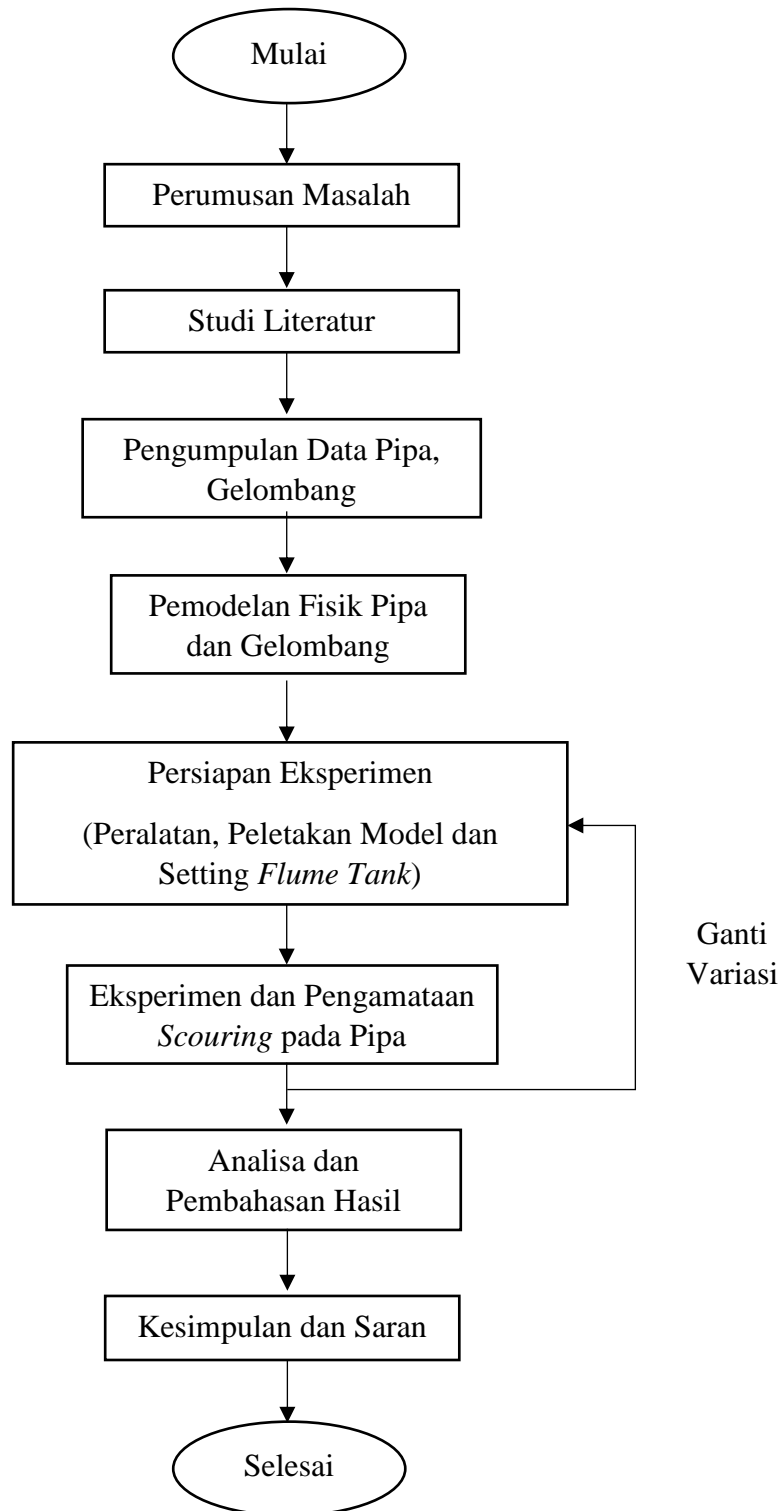 Mulai
Perumusan Masalah
Studi Literatur
Pengumpulan Data Pipa,
Gelombang
Pemodelan Fisik Pipa
dan Gelombang
Persiapan Eksperimen
(Peralatan, Peletakan Model dan
Setting Flume Tank)
Ganti
Variasi
Eksperimen dan Pengamataan
Scouring pada Pipa
Analisa dan
Pembahasan Hasil
Kesimpulan dan Saran
Selesai